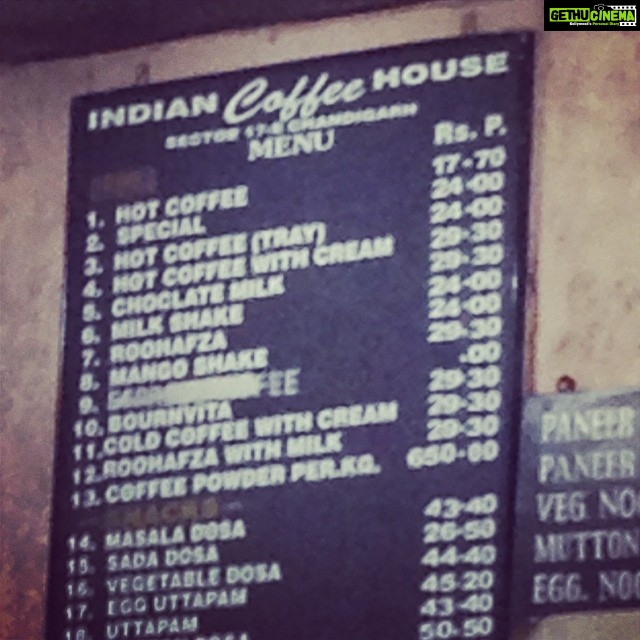 GETHUCINEMA
INDIAN Coffee HOUSE
SECTOR 17-E CHANDIGARH
MENU Rs. P.
1. HOT COFFEE 17-70
2. SPECIAL 24-00
3. HOT COFFEE (TRAY) 24-00
4. HOT COFFEE WITH CREAM 29-30
5. CHOCLATE MILK 29-30
6. MILK SHAKE 24-00
7. ROOHAFZA 24-00
8. MANGO SHAKE 29-30
9. FEE .00
10. BOURNVITA 29-30
11. COLD COFFEE WITH CREAM 29-30
12. ROOHAFZA WITH MILK 29-30
13. COFFEE POWDER PER.KG. 650-00
SNACKS
14. MASALA DOSA 43-40
15. SADA DOSA 26-50
16. VEGETABLE DOSA 44-40
17. EGG UTTAPAM 45-20
18. UTTAPAM 43-40
DOSA 50-50
PANEER
PANEER
VEG NO
MUTTON
EGG. NO